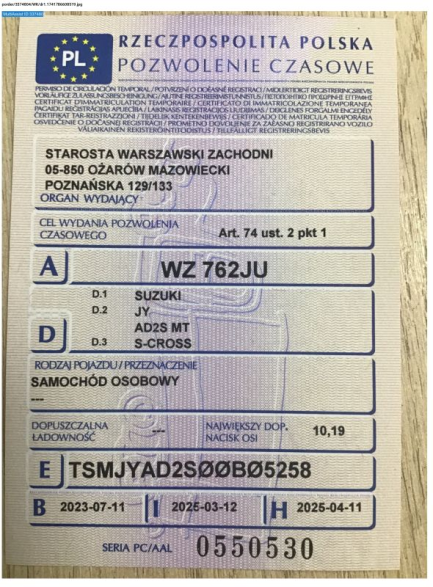 PL
RZECZPOSPOLITA POLSKA
POZWOLENIE CZASOWE
STAROSTA WARSZAWSKI ZACHODNI
05-850 OŻARÓW MAZOWIECKI
POZNAŃSKA 129/133
ORGAN WYDAJĄCY
CEL WYDANIA POZWOLENIA
CZASOWEGO
Art. 74 ust. 2 pkt 1
A WZ 762JU
D
D.1 SUZUKI
D.2 JY
AD2S MT
D.3 S-CROSS
RODZAJ POJAZDU / PRZEZNACZENIE
SAMOCHÓD OSOBOWY
---
DOPUSZCZALNA
ŁADOWNOŚĆ
---
NAJWIĘKSZY DOP.
NACISK OSI
10,19
E TSMJYAD2SØØBØ5258
B 2023-07-11 I 2025-03-12 H 2025-04-11
SERIA PC/AAL 0550530